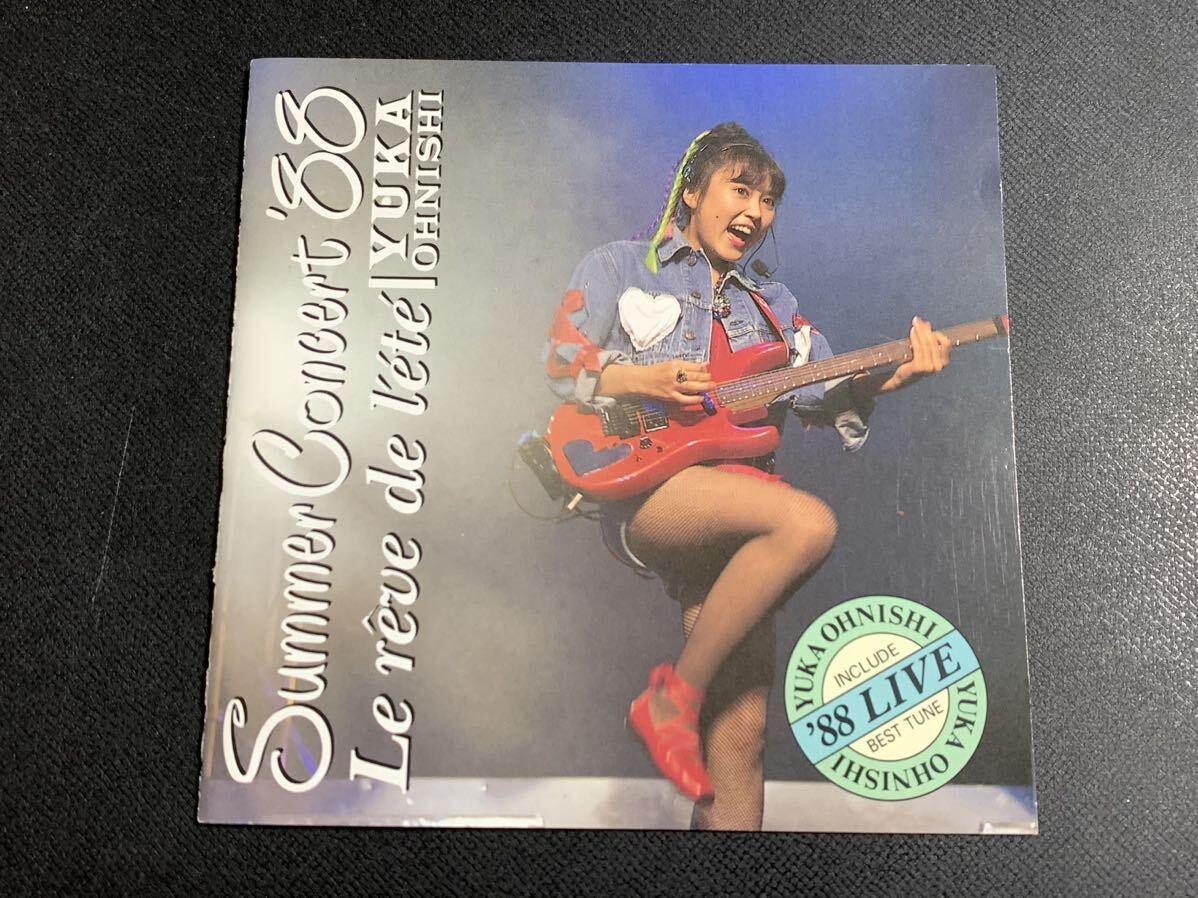 Summer Concert '88
Le rêve de l'été
YUKA
OHNISHI
YUKA OHNISHI
INCLUDE
'88 LIVE
BEST TUNE
YUKA OHNISHI